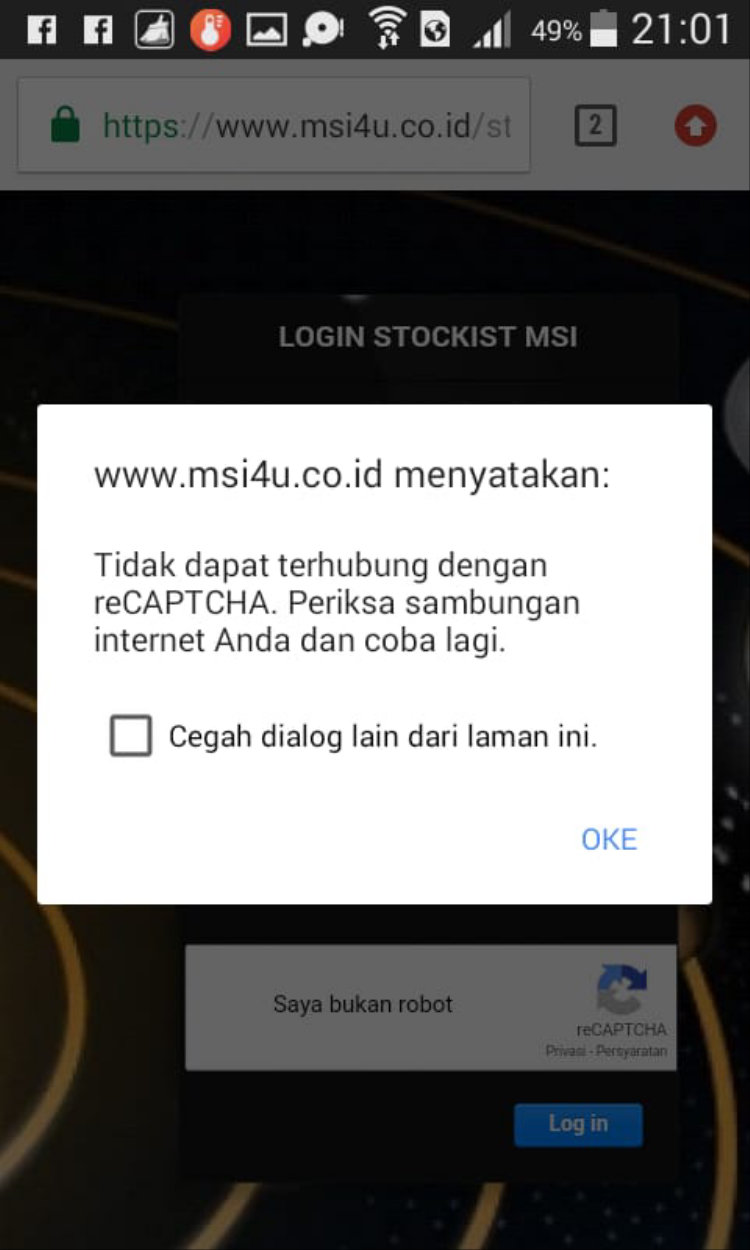 49% 21:01
https://www.msi4u.co.id/st
2
LOGIN STOCKIST MSI
www.msi4u.co.id menyatakan:
Tidak dapat terhubung dengan
reCAPTCHA. Periksa sambungan
internet Anda dan coba lagi.
Cegah dialog lain dari laman ini.
OKE
Saya bukan robot
reCAPTCHA
Privasi - Persyaratan
Log in